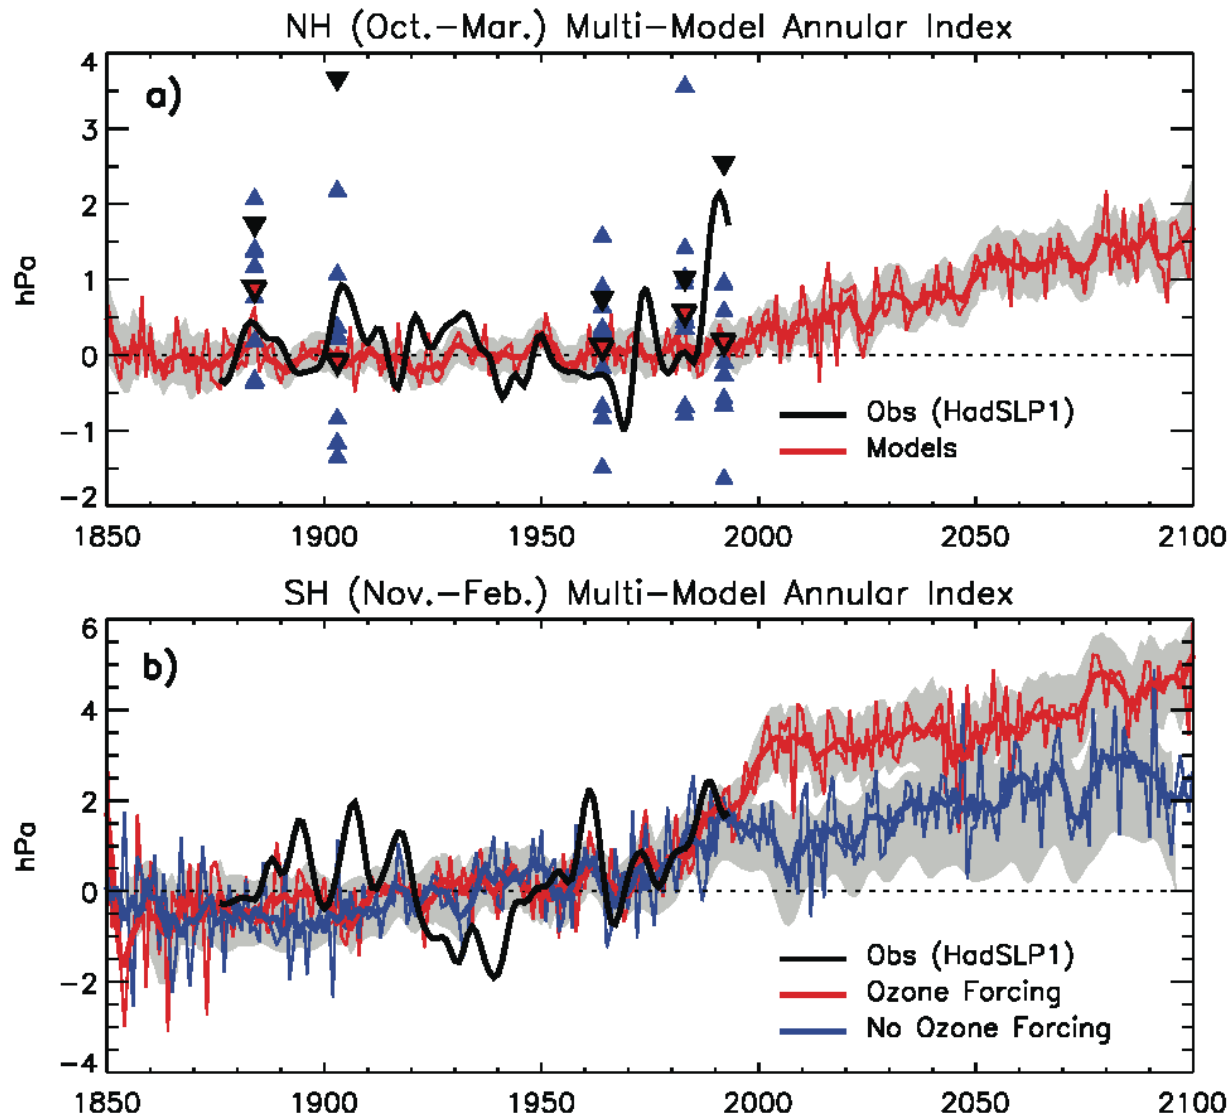 NH (Oct.-Mar.) Multi-Model Annular Index
a)
4
3
2
1
0
-1
-2
hPa
Obs (HadSLP1)
Models
1850 1900 1950 2000 2050 2100
SH (Nov.-Feb.) Multi-Model Annular Index
b)
6
4
2
0
-2
-4
hPa
Obs (HadSLP1)
Ozone Forcing
No Ozone Forcing
1850 1900 1950 2000 2050 2100